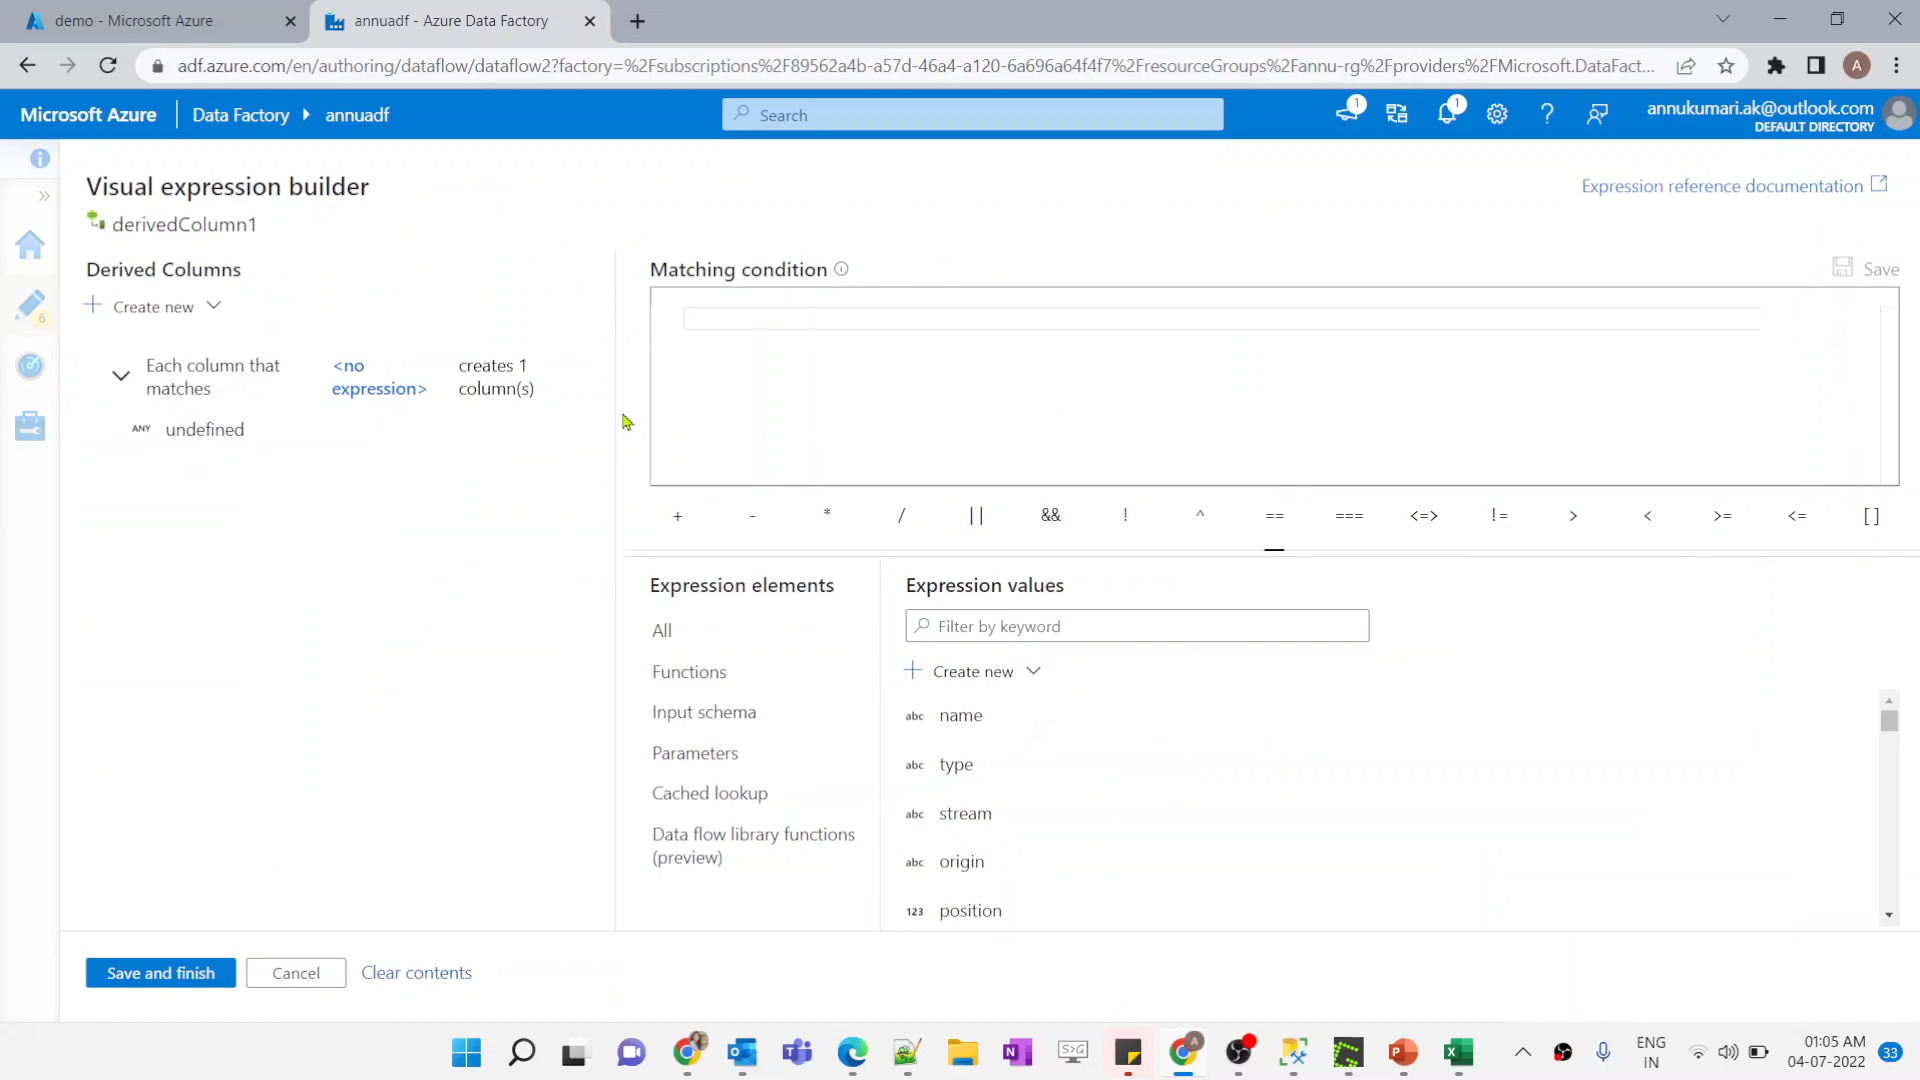 demo - Microsoft Azure
annuadf - Azure Data Factory
adf.azure.com/en/authoring/dataflow/dataflow2?factory=%2Fsubscriptions%2F89562a4b-a57d-46a4-a120-6a696a64f4f7%2FresourceGroups%2Fannu-rg%2Fproviders%2FMicrosoft.DataFact...
A
Microsoft Azure
Data Factory
annuadf
Search
1
1
annukumari.ak@outlook.com
DEFAULT DIRECTORY
Visual expression builder
Expression reference documentation
derivedColumn1
Derived Columns
Create new
6
Each column that matches
<no expression>
creates 1 column(s)
ANY undefined
Matching condition
Save
+ - * / || && ! ^ == === <=> != > < >= <= []
Expression elements
All
Functions
Input schema
Parameters
Cached lookup
Data flow library functions
(preview)
Expression values
Filter by keyword
Create new
abc name
abc type
abc stream
abc origin
123 position
Save and finish
Cancel
Clear contents
ENG
IN
01:05 AM
04-07-2022
33